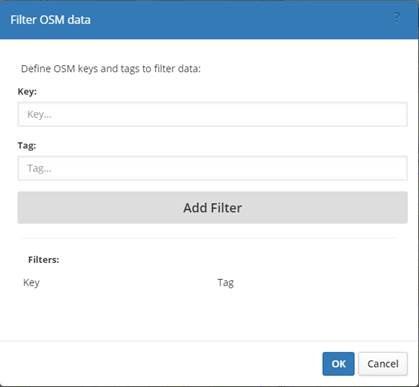 Filter OSM data ?
Define OSM keys and tags to filter data:
Key:
Key...
Tag:
Tag...
Add Filter
Filters:
Key Tag
OK Cancel